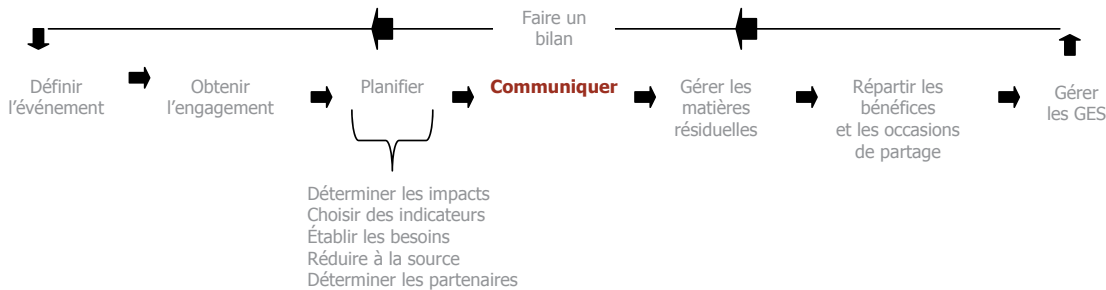 Faire un
bilan
Définir
l'événement
Obtenir
l'engagement
Planifier
Communiquer
Gérer les
matières
résiduelles
Répartir les
bénéfices
et les occasions
de partage
Gérer
les GES
Déterminer les impacts
Choisir des indicateurs
Établir les besoins
Réduire à la source
Déterminer les partenaires